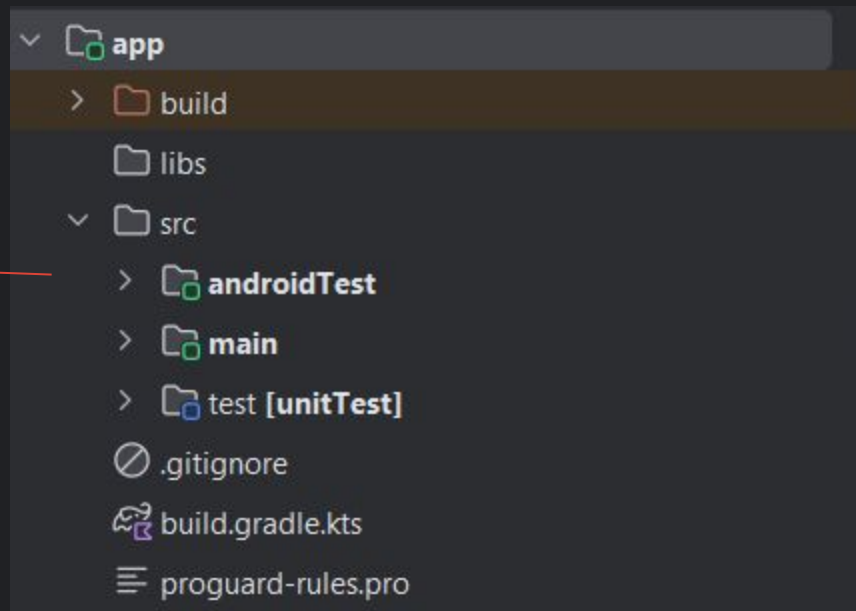 app
build
libs
src
androidTest
main
test [unitTest]
.gitignore
build.gradle.kts
proguard-rules.pro